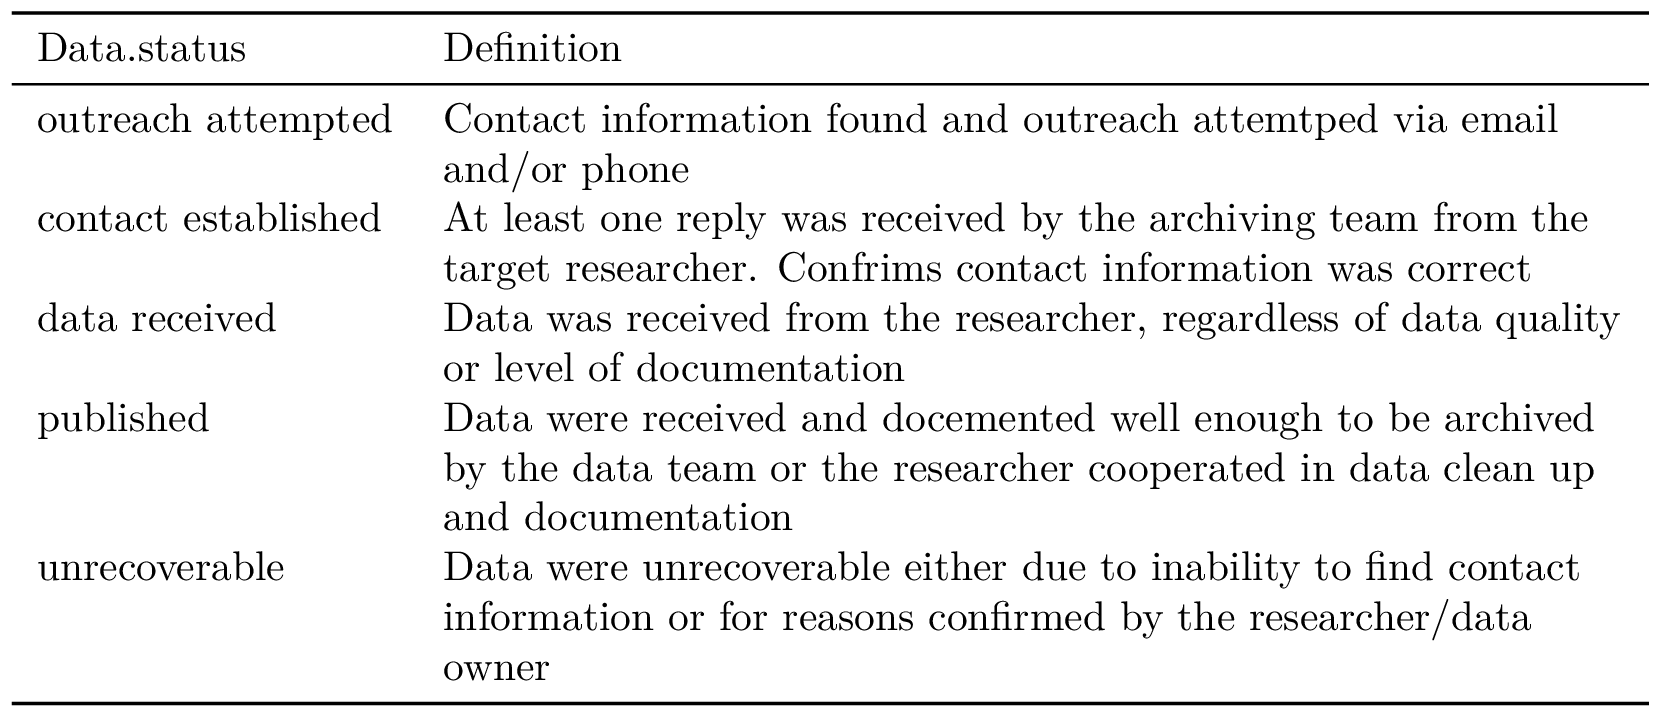 Data.status Definition
outreach attempted Contact information found and outreach attemtped via email
and/or phone
contact established At least one reply was received by the archiving team from the
target researcher. Confrims contact information was correct
data received Data was received from the researcher, regardless of data quality
or level of documentation
published Data were received and docemented well enough to be archived
by the data team or the researcher cooperated in data clean up
and documentation
unrecoverable Data were unrecoverable either due to inability to find contact
information or for reasons confirmed by the researcher/data
owner